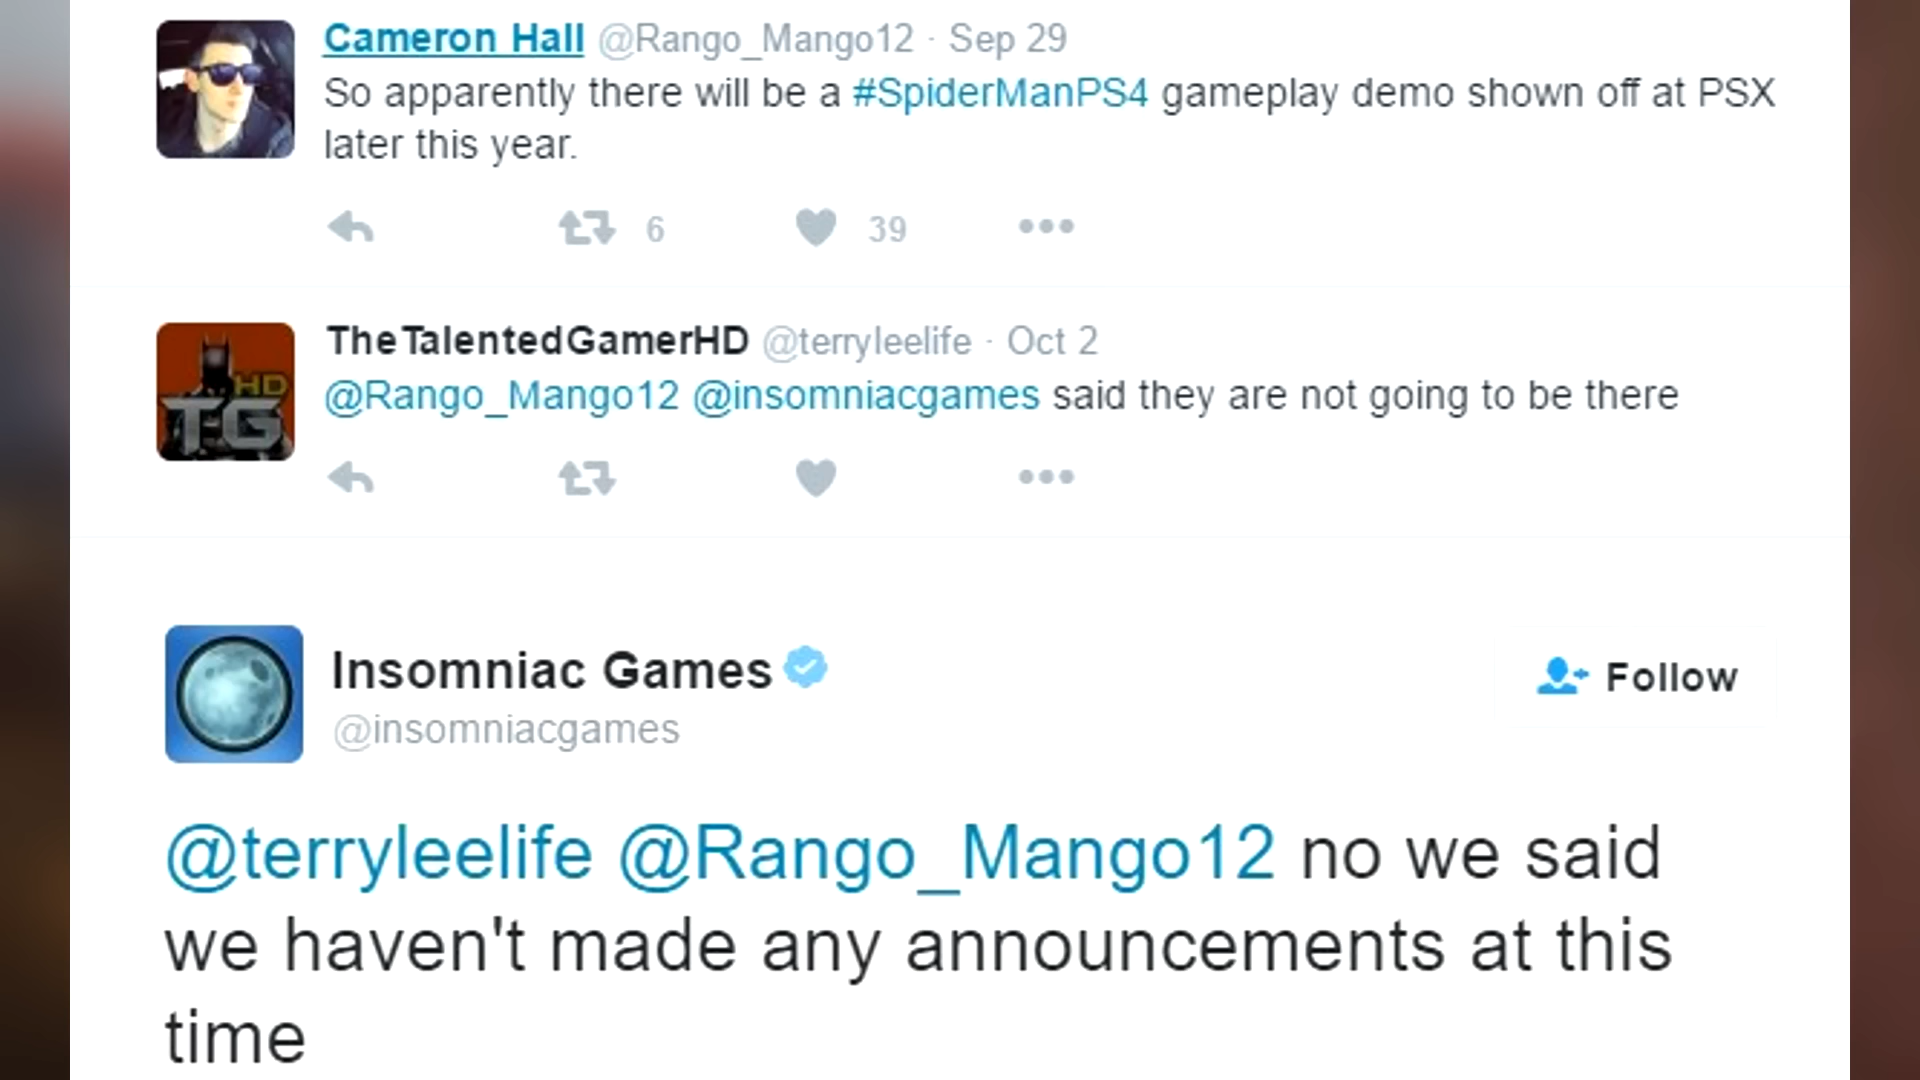 Cameron Hall @Rango_Mango12 · Sep 29
So apparently there will be a #SpiderManPS4 gameplay demo shown off at PSX
later this year.
6 39
TheTalentedGamerHD @terryleelife · Oct 2
@Rango_Mango12 @insomniacgames said they are not going to be there
HD
TG
Insomniac Games
Follow
@insomniacgames
@terryleelife @Rango_Mango12 no we said
we haven't made any announcements at this
time